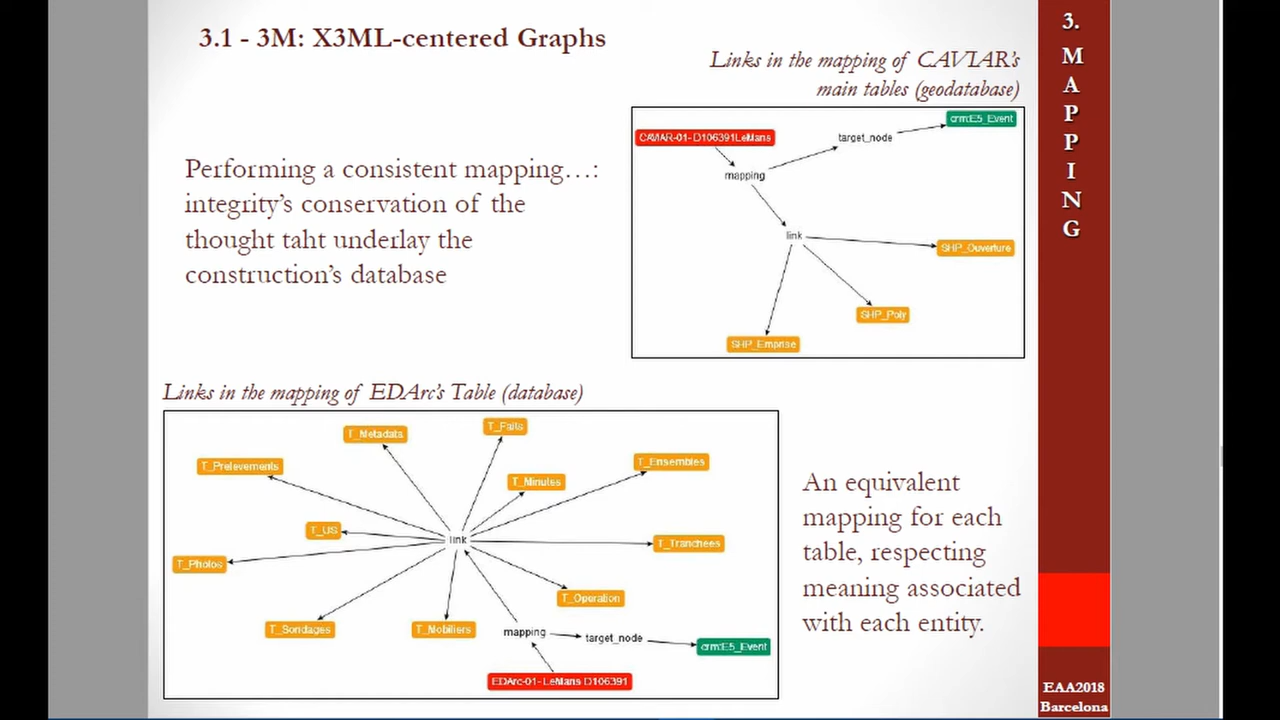 3.1 - 3M: X3ML-centered Graphs
Links in the mapping of CAVIAR's
main tables (geodatabase)
Performing a consistent mapping…:
integrity's conservation of the
thought taht underlay the
construction's database
CAVIAR-01- D106391LeMans
mapping
target_node
crm:E5_Event
link
SHP_Ouverture
SHP_Poly
SHP_Emprise
Links in the mapping of EDArc's Table (database)
T_Metadata
T_Faits
T_Prelevements
T_Minutes
T_Ensembles
T_US
link
T_Tranchees
T_Photos
T_Operation
T_Sondages
T_Mobiliers
mapping
target_node
crm:E5_Event
EDArc-01- LeMans D106391
An equivalent
mapping for each
table, respecting
meaning associated
with each entity.
3.
M
A
P
P
I
N
G
EAA2018
Barcelona